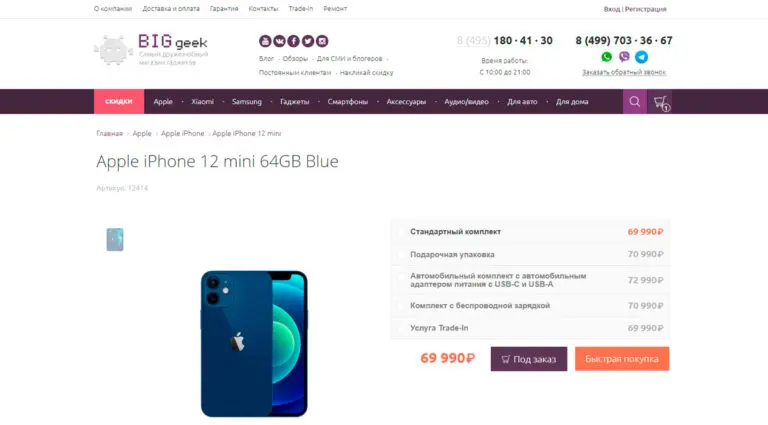 О компании Доставка и оплата Гарантия Контакты Tradein Ремонт Вход | Регистрация
BIG geek
Самый дружелюбный
магазин гаджетов
Блог Обзоры Для СМИ и блогеров
Постоянным клиентам Накликай скидку
8 (495) 180 · 41 · 30
Время работы:
С 10:00 до 21:00
8 (499) 703 · 36 · 67
Заказать обратный звонок
СКИДКИ Apple Xiaomi Samsung Гаджеты Смартфоны Аксессуары Аудио/видео Для авто Для дома 1
Главная Apple Apple iPhone Apple iPhone 12 mini
Apple iPhone 12 mini 64GB Blue
Артикул: 12414
Стандартный комплект 69 990₽
Подарочная упаковка 70 990₽
Автомобильный комплект с автомобильным
адаптером питания с USB-C и USB-A 72 990₽
Комплект с беспроводной зарядкой 70 990₽
Услуга Trade-In 69 990₽
69 990₽ Под заказ Быстрая покупка